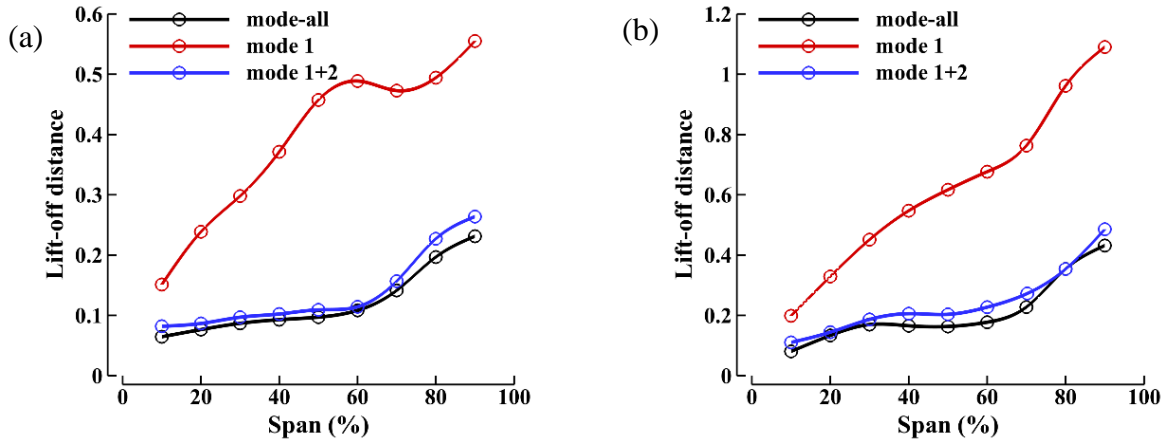 (a)
mode-all
mode 1
mode 1+2
Lift-off distance
0.6
0.5
0.4
0.3
0.2
0.1
0
0 20 40 60 80 100
Span (%)
(b)
mode-all
mode 1
mode 1+2
Lift-off distance
1.2
1
0.8
0.6
0.4
0.2
0
0 20 40 60 80 100
Span (%)